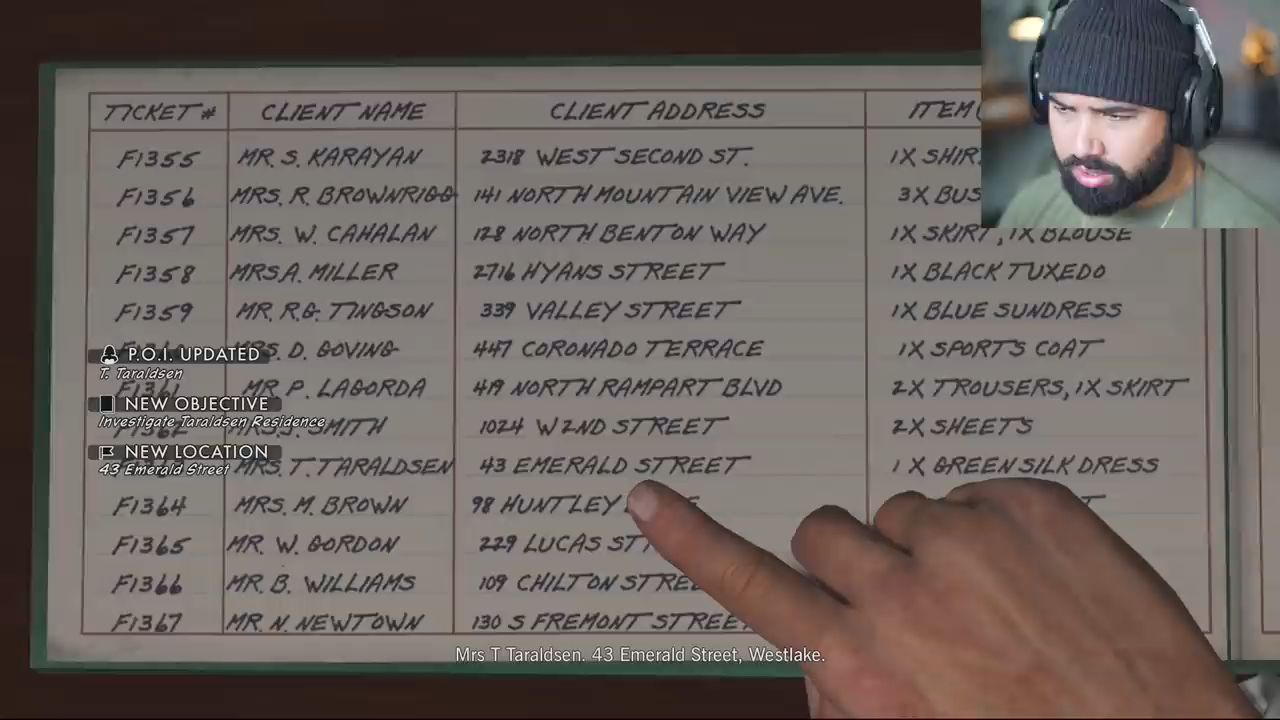 TICKET # CLIENT NAME CLIENT ADDRESS ITEM
F1355 MR. S. KARAYAN 2318 WEST SECOND ST. 1X SHIR
F1356 MRS. R. BROWNRIGG 141 NORTH MOUNTAIN VIEW AVE. 3X BUS
F1357 MRS. W. CAHALAN 128 NORTH BENTON WAY 1X SKIRT, 1X BLOUSE
F1358 MRS A. MILLER 2716 HYANS STREET 1X BLACK TUXEDO
F1359 MR. R.G. TINGSON 339 VALLEY STREET 1X BLUE SUNDRESS
P.O.I. UPDATED
T. Taraldsen
D. GOVING 447 CORONADO TERRACE 1X SPORTS COAT
MR. P. LAGORDA 419 NORTH RAMPART BLVD 2X TROUSERS, 1X SKIRT
NEW OBJECTIVE
Investigate Taraldsen Residence
SMITH 1024 W 2ND STREET 2X SHEETS
NEW LOCATION
43 Emerald Street
MRS. T. TARALDSEN 43 EMERALD STREET 1 X GREEN SILK DRESS
F1364 MRS. M. BROWN 98 HUNTLEY
F1365 MR. W. GORDON 229 LUCAS ST
F1366 MR. B. WILLIAMS 109 CHILTON STREE
F1367 MR. N. NEWTOWN 130 S FREMONT STREET
Mrs T Taraldsen. 43 Emerald Street, Westlake.